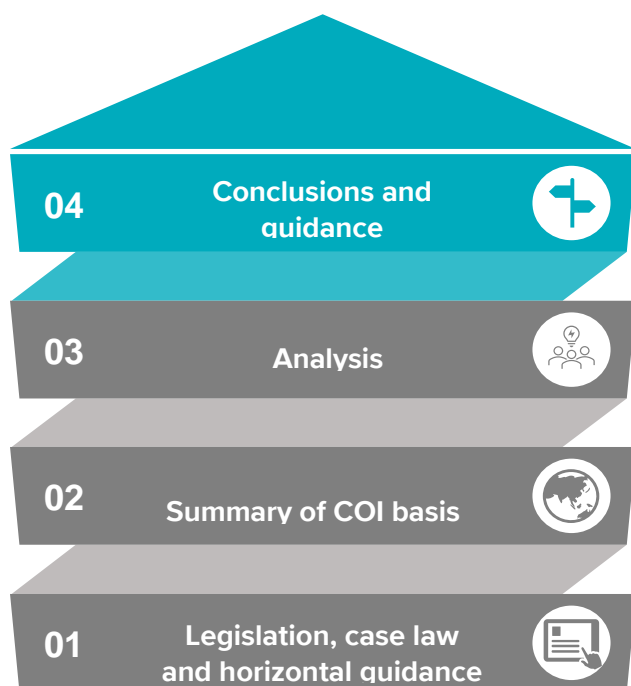 04
Conclusions and
guidance
03
Analysis
02
Summary of COI basis
01
Legislation, case law
and horizontal guidance